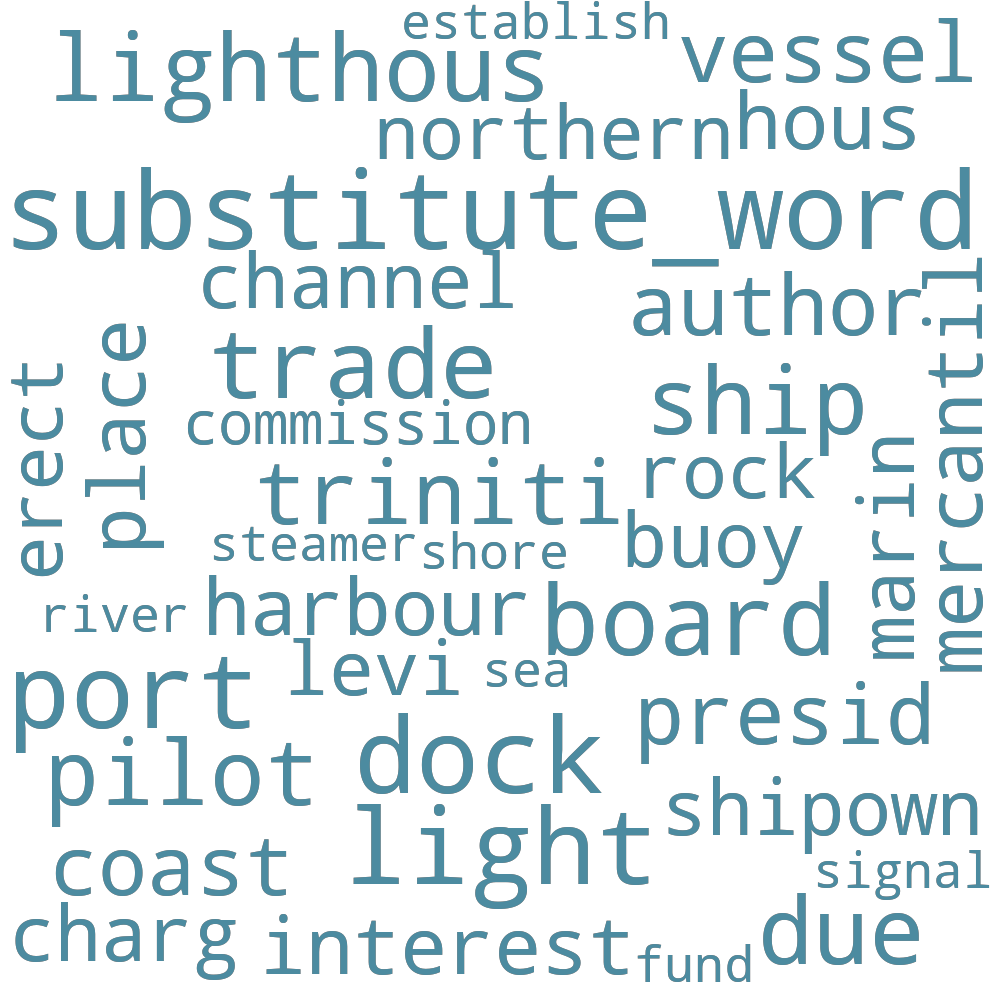 establish
lighthous
vessel
northern
hous
substitute_word
channel
author
mercantil
trade
place
erect
ship
commission
rock
marin
triniti
buoy
steamer
shore
harbour
board
river
levi
sea
port
presid
dock
pilot
light
shipown
coast
signal
charg
interest
due
fund